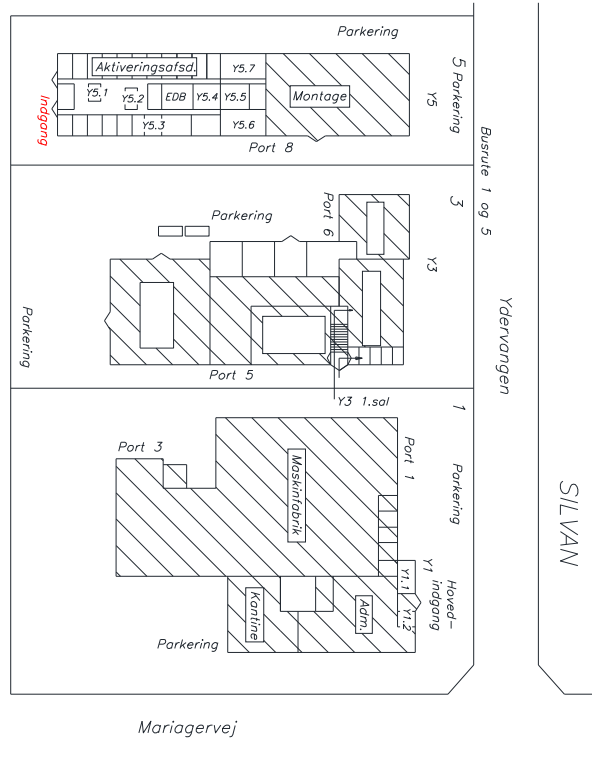 Parkering
5 Parkering
Y5
Aktiveringsafsd.
Y5.7
Y5.1
Y5.2
EDB
Y5.4
Y5.5
Montage
Y5.3
Y5.6
Indgang
Port 8
Busrute 1 og 5
3
Y3
Port 6
Parkering
Parkering
Port 5
Y3 1.sal
Ydervangen
1
Port 3
Port 1
Parkering
Maskinfabrik
Y1
Hoved-
indgang
Y1.1
Y1.2
Kantine
Adm.
Parkering
SILVAN
Mariagervej